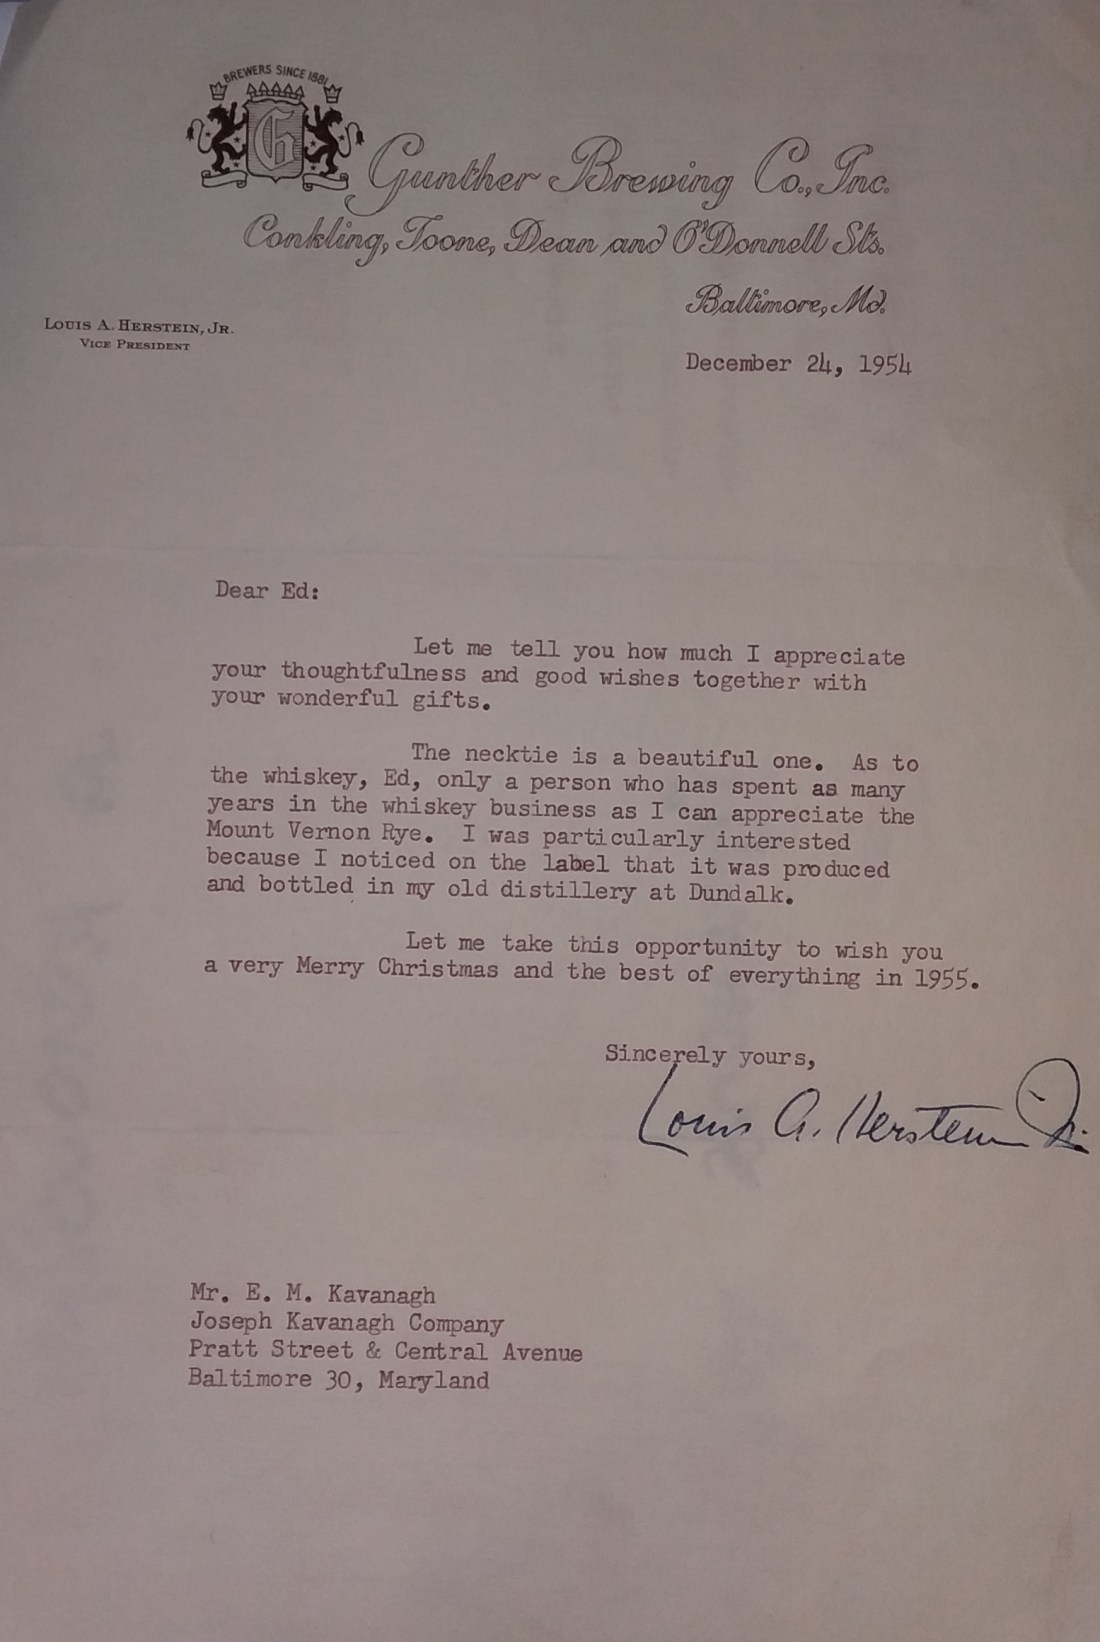 BREWERS SINCE 1881
G
Gunther Brewing Co., Inc.
Conkling, Toone, Dean and O'Donnell Sts.
Baltimore, Md.
LOUIS A. HERSTEIN, JR.
VICE PRESIDENT
December 24, 1954
Dear Ed:
Let me tell you how much I appreciate
your thoughtfulness and good wishes together with
your wonderful gifts.
The necktie is a beautiful one. As to
the whiskey, Ed, only a person who has spent as many
years in the whiskey business as I can appreciate the
Mount Vernon Rye. I was particularly interested
because I noticed on the label that it was produced
and bottled in my old distillery at Dundalk.
Let me take this opportunity to wish you
a very Merry Christmas and the best of everything in 1955.
Sincerely yours,
Louis A. Herstein Jr.
Mr. E. M. Kavanagh
Joseph Kavanagh Company
Pratt Street & Central Avenue
Baltimore 30, Maryland